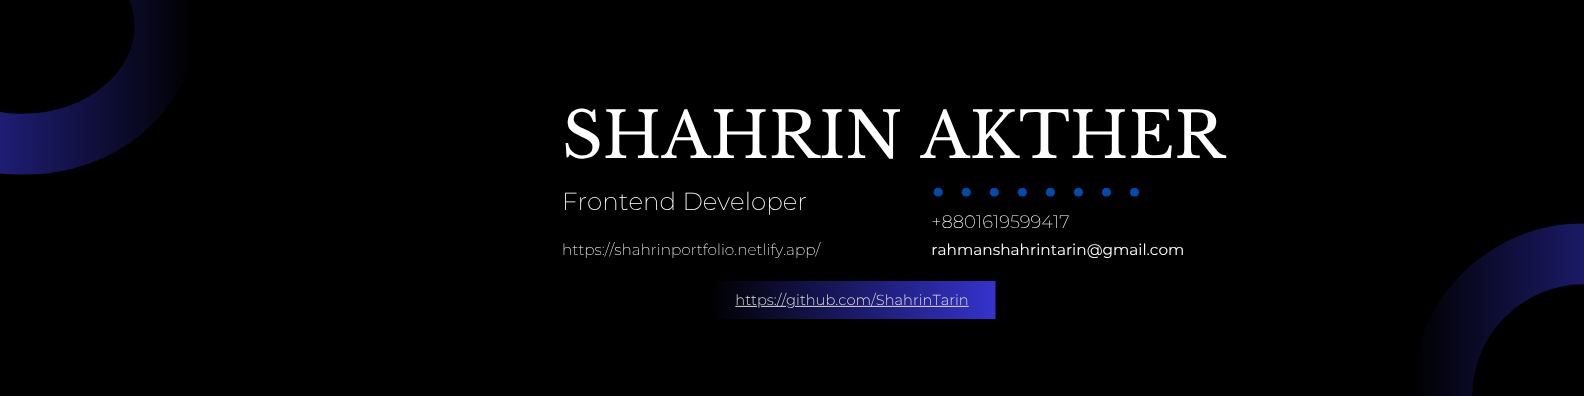 SHAHRIN AKTHER
Frontend Developer
+8801619599417
https://shahrinportfolio.netlify.app/
rahmanshahrintarin@gmail.com
https://github.com/ShahrinTarin